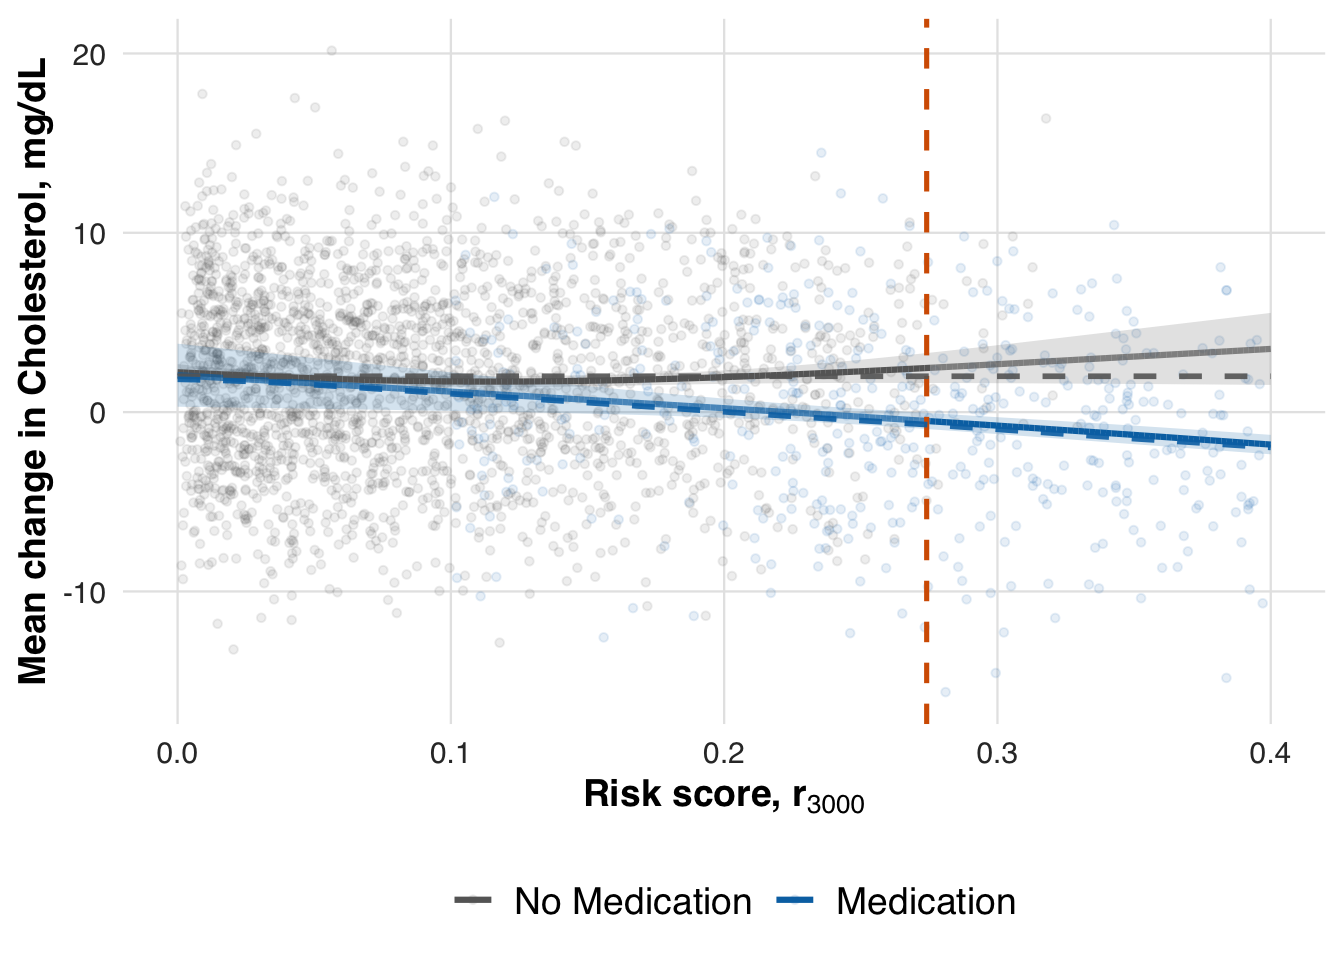 Mean change in Cholesterol, mg/dL
20
10
0
-10
0.0 0.1 0.2 0.3 0.4
Risk score, r3000
No Medication Medication